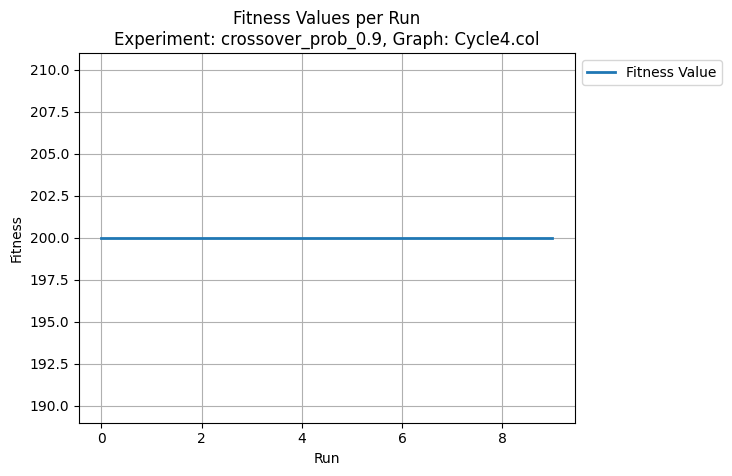 Fitness Values per Run
Experiment: crossover_prob_0.9, Graph: Cycle4.col
Fitness Value
210.0
207.5
205.0
202.5
200.0
197.5
195.0
192.5
190.0
Fitness
0 2 4 6 8
Run